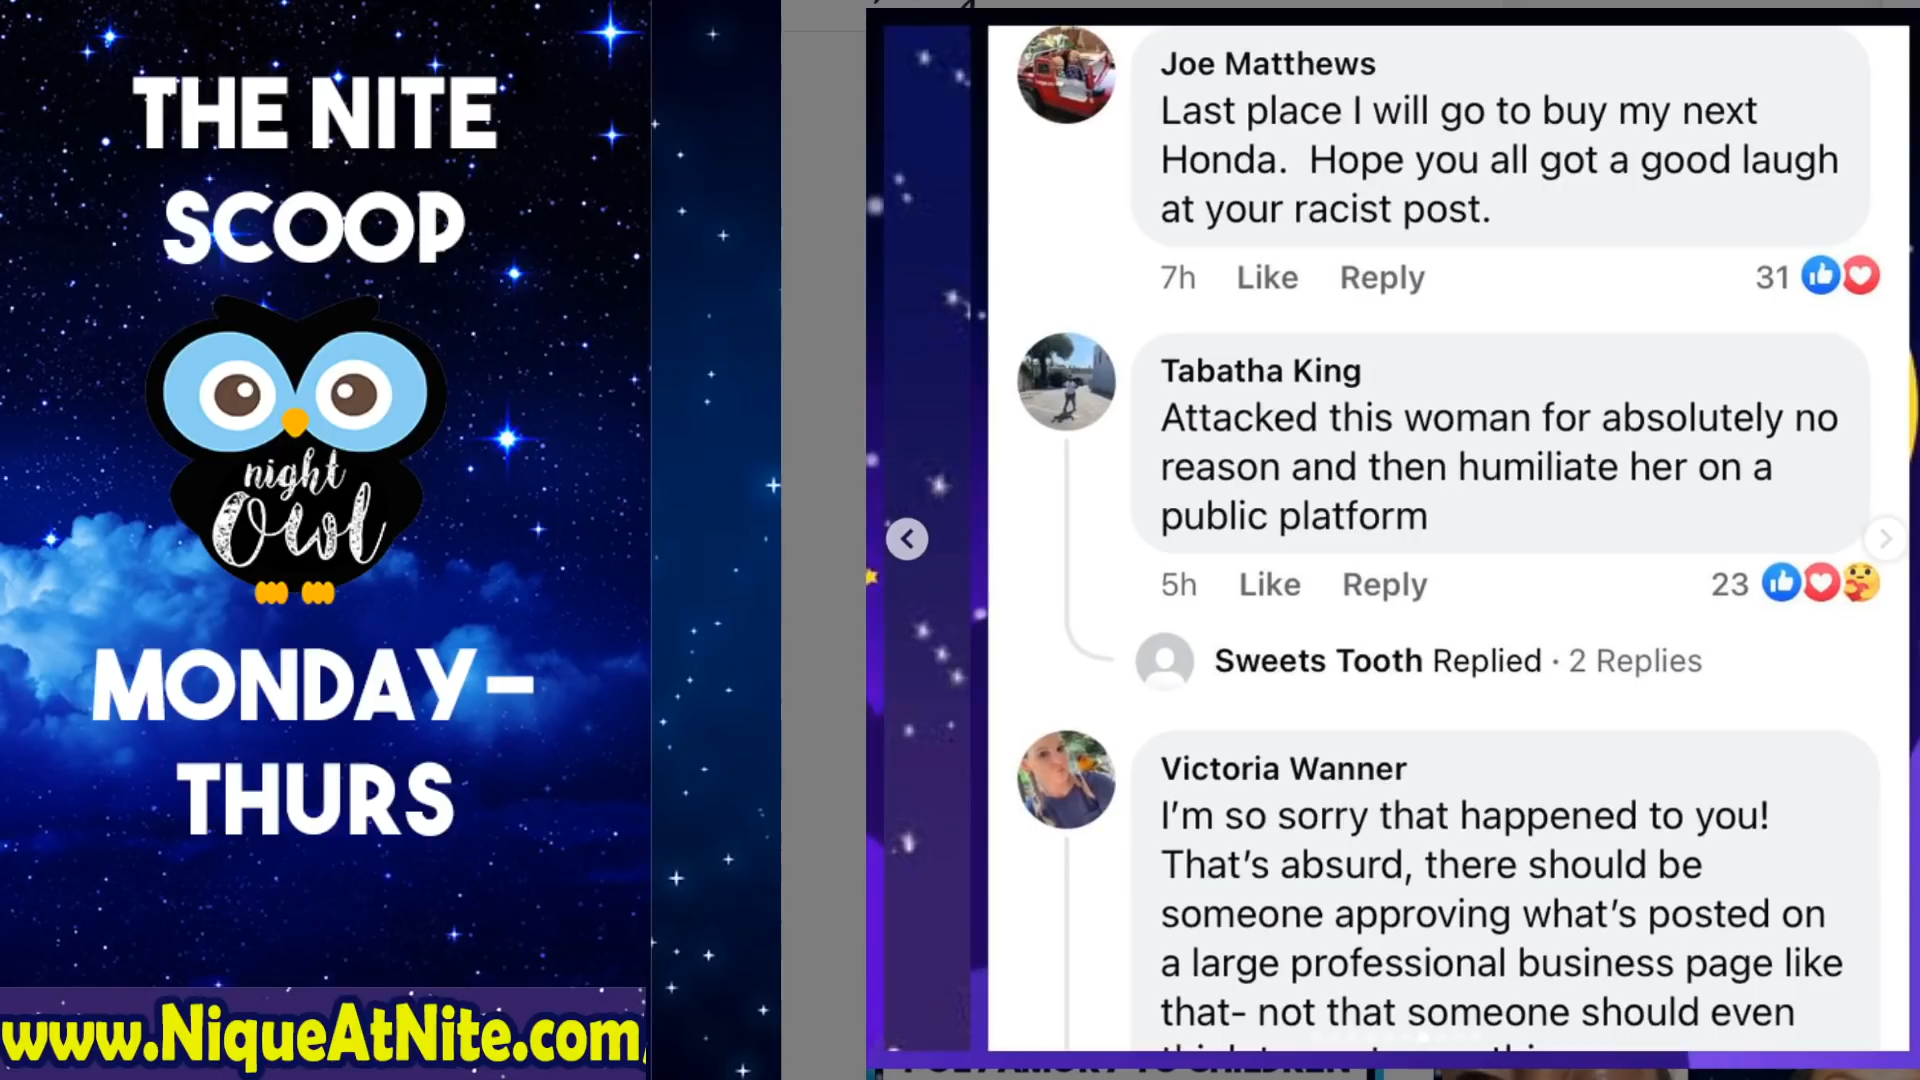 THE NITE
SCOOP
night
Owl
MONDAY-
THURS
www.NiqueAtNite.com
Joe Matthews
Last place I will go to buy my next
Honda. Hope you all got a good laugh
at your racist post.
7h Like Reply 31
Tabatha King
Attacked this woman for absolutely no
reason and then humiliate her on a
public platform
5h Like Reply 23
Sweets Tooth Replied · 2 Replies
Victoria Wanner
I'm so sorry that happened to you!
That's absurd, there should be
someone approving what's posted on
a large professional business page like
that- not that someone should even
TO CHILDREN